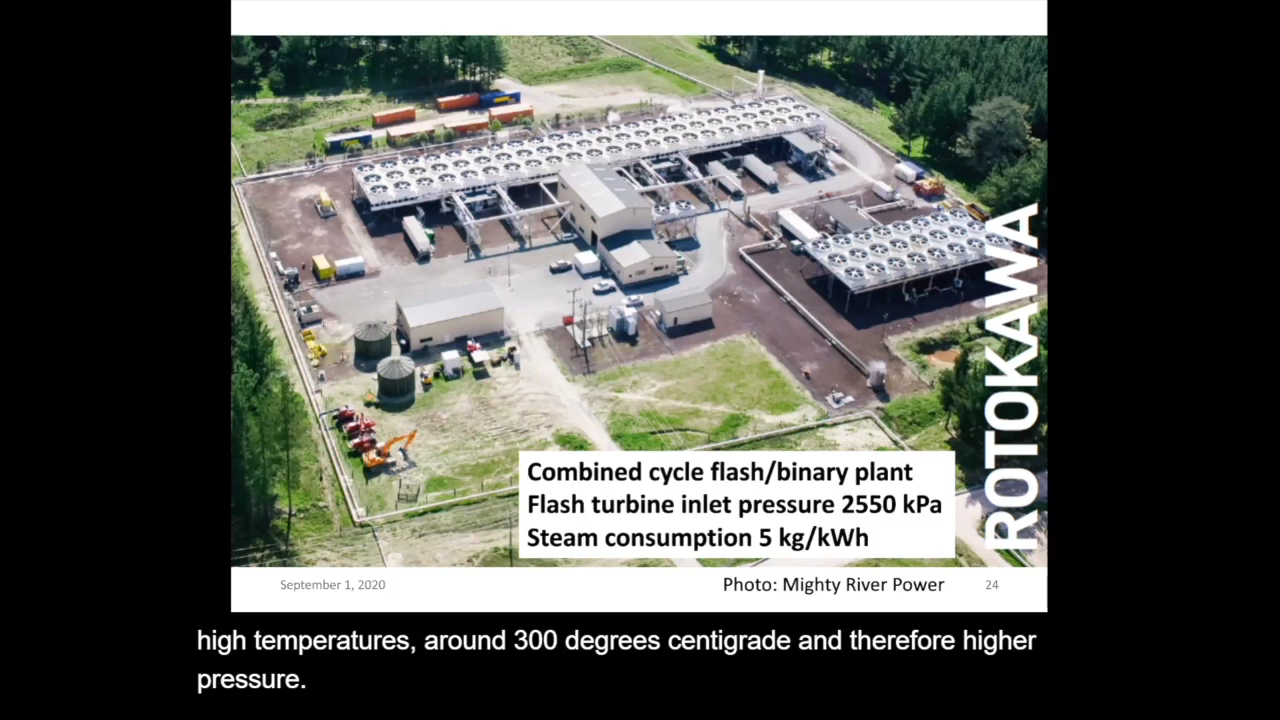 ROTOKAWA
Combined cycle flash/binary plant
Flash turbine inlet pressure 2550 kPa
Steam consumption 5 kg/kWh
September 1, 2020
Photo: Mighty River Power
24
high temperatures, around 300 degrees centigrade and therefore higher
pressure.